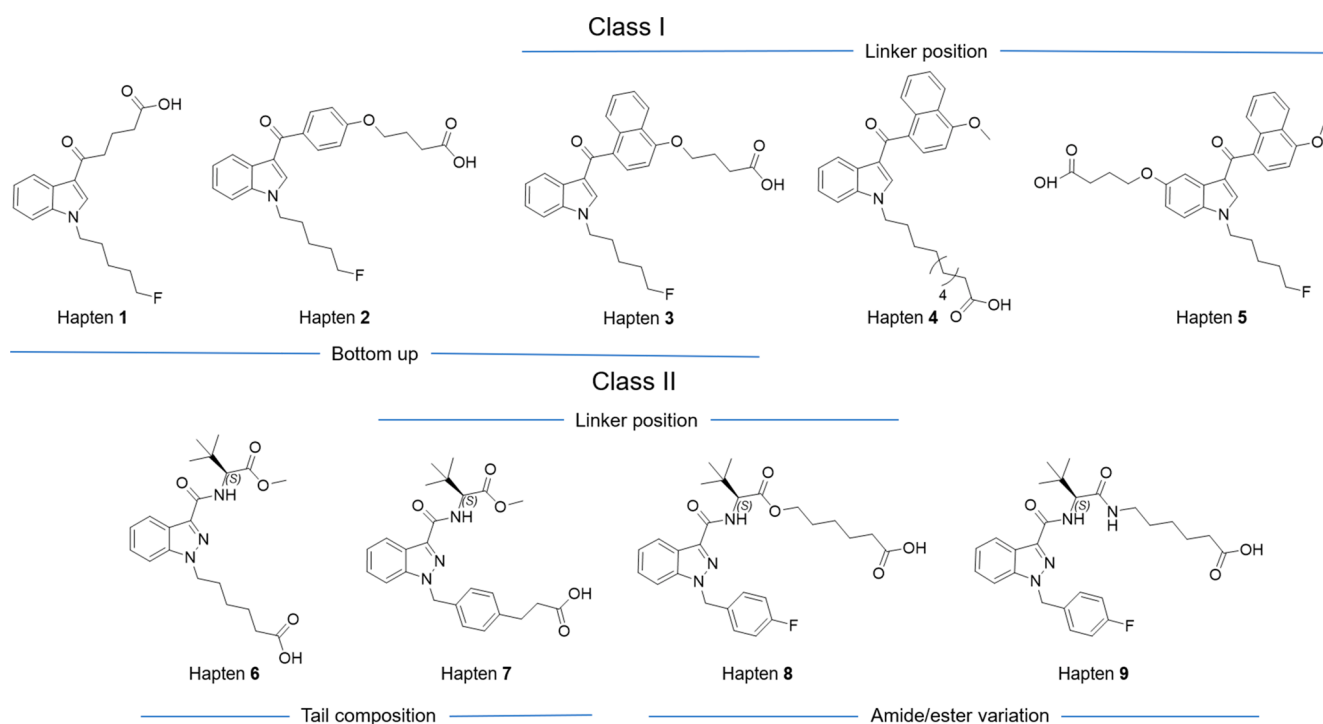 Class I
Linker position
O
OH
O
N
F
Hapten 1
O
O
O
OH
N
F
Hapten 2
O
O
O
OH
N
F
Hapten 3
O
O
N
4
O
OH
Hapten 4
O
OH
O
O
O
N
F
Hapten 5
Bottom up
Class II
Linker position
O
(S)
O
O
NH
N
N
O
OH
Hapten 6
O
(S)
O
O
NH
N
N
OH
O
Hapten 7
O
(S)
O
O
NH
N
N
OH
O
F
Hapten 8
O
(S)
N
H
O
NH
N
N
OH
O
F
Hapten 9
Tail composition
Amide/ester variation